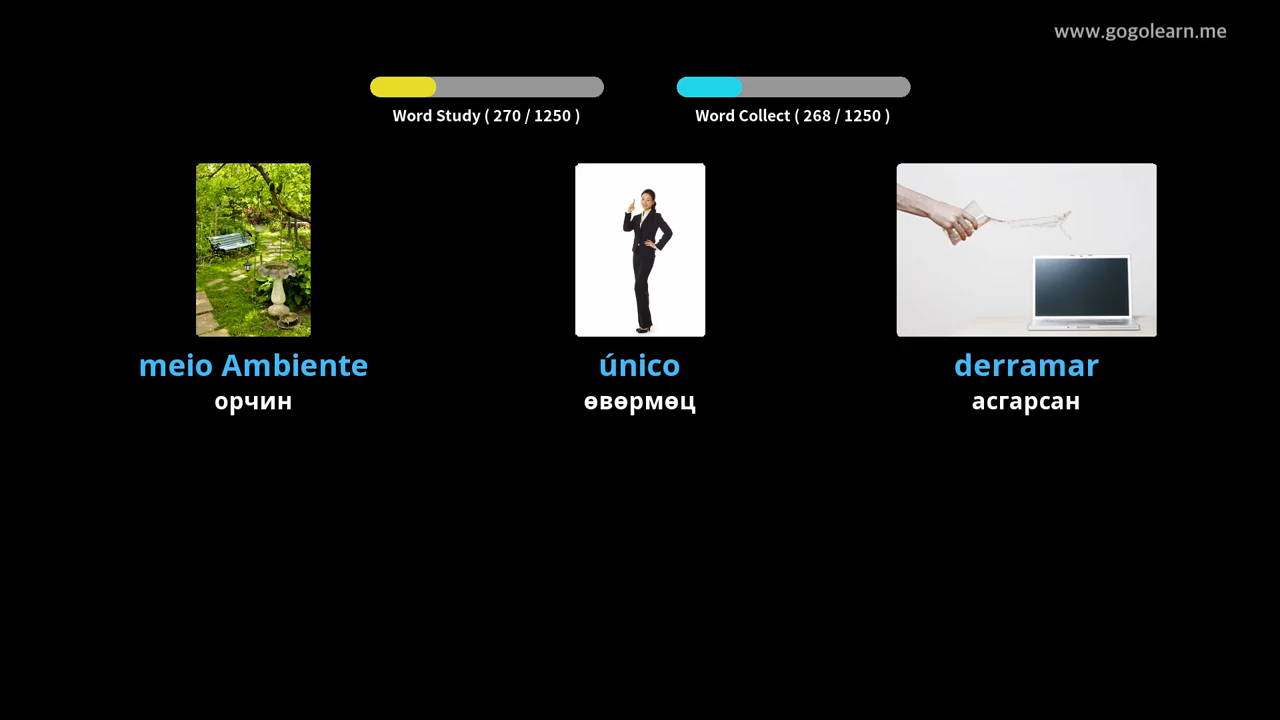 www.gogolearn.me
Word Study ( 270 / 1250 )
Word Collect ( 268 / 1250 )
meio Ambiente
орчин
único
өвөрмөц
derramar
асгарсан